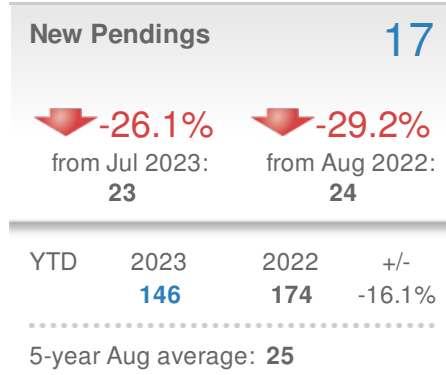 New Pendings 17
-26.1% -29.2%
from Jul 2023: from Aug 2022:
23 24
YTD 2023 2022 +/-
146 174 -16.1%
5-year Aug average: 25